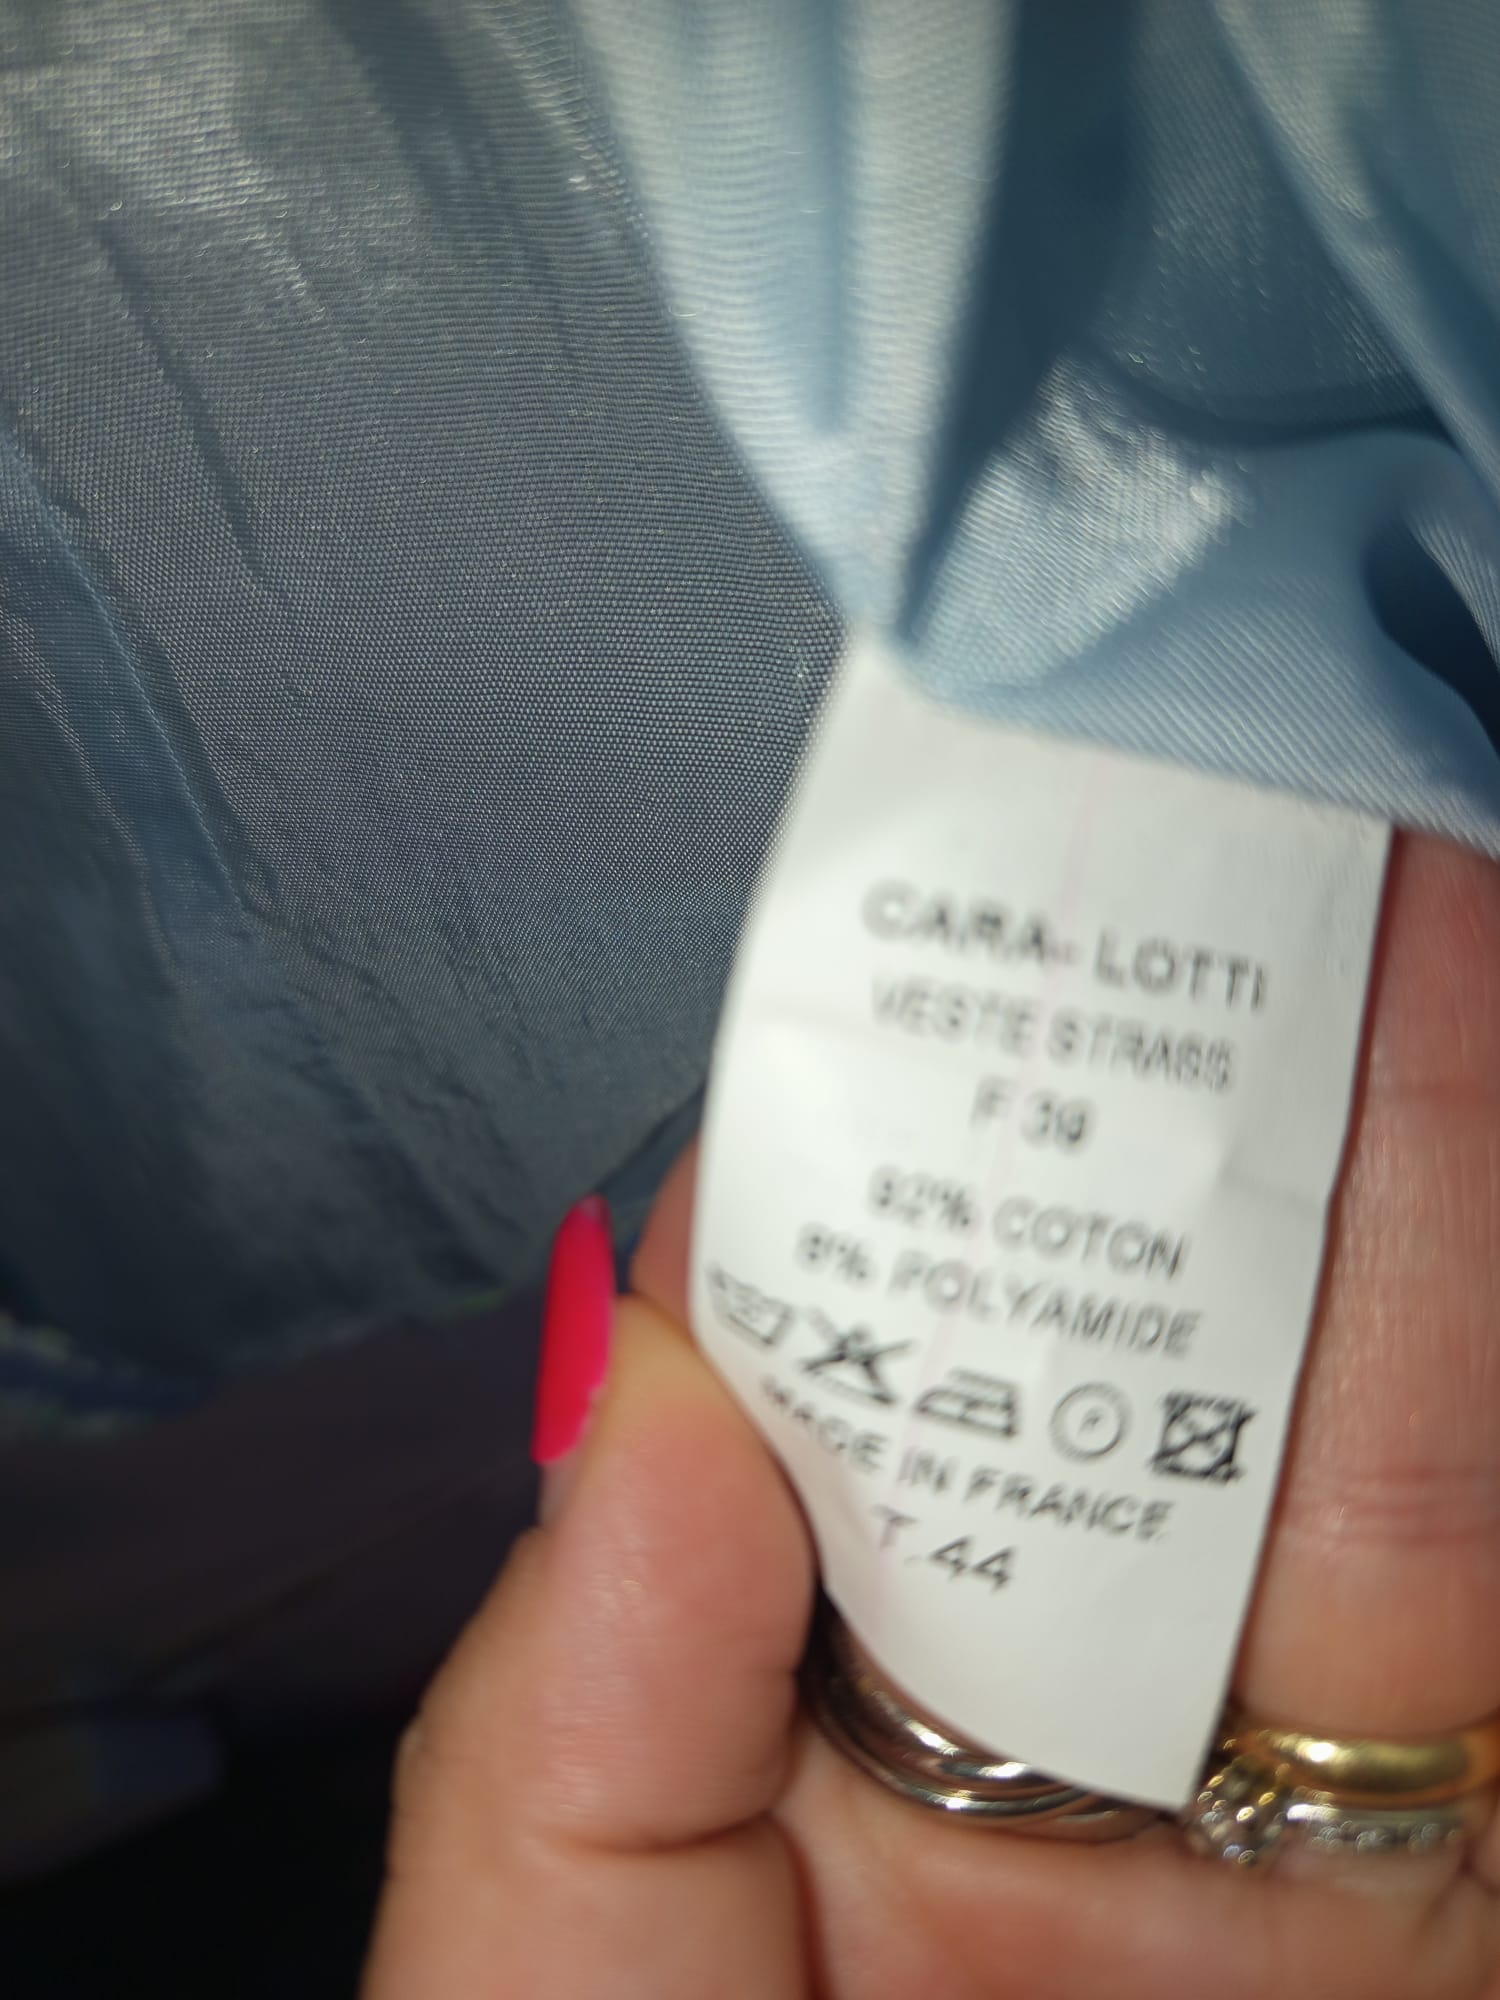 CARA-LOTTI
VESTE STRASS
F 39
92% COTON
8% POLYAMIDE
P
MADE IN FRANCE
T.44